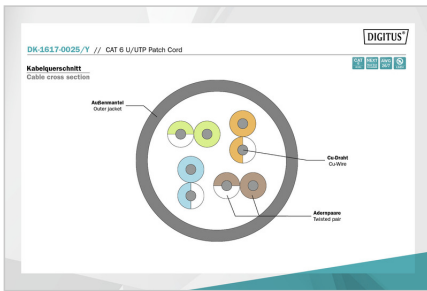 DIGITUS®
DK-1617-0025/Y // CAT 6 U/UTP Patch Cord
Kabelquerschnitt
Cable cross section
Außenmantel
Outer jacket
Cu-Draht
Cu-Wire
Adernpaare
Twisted pair